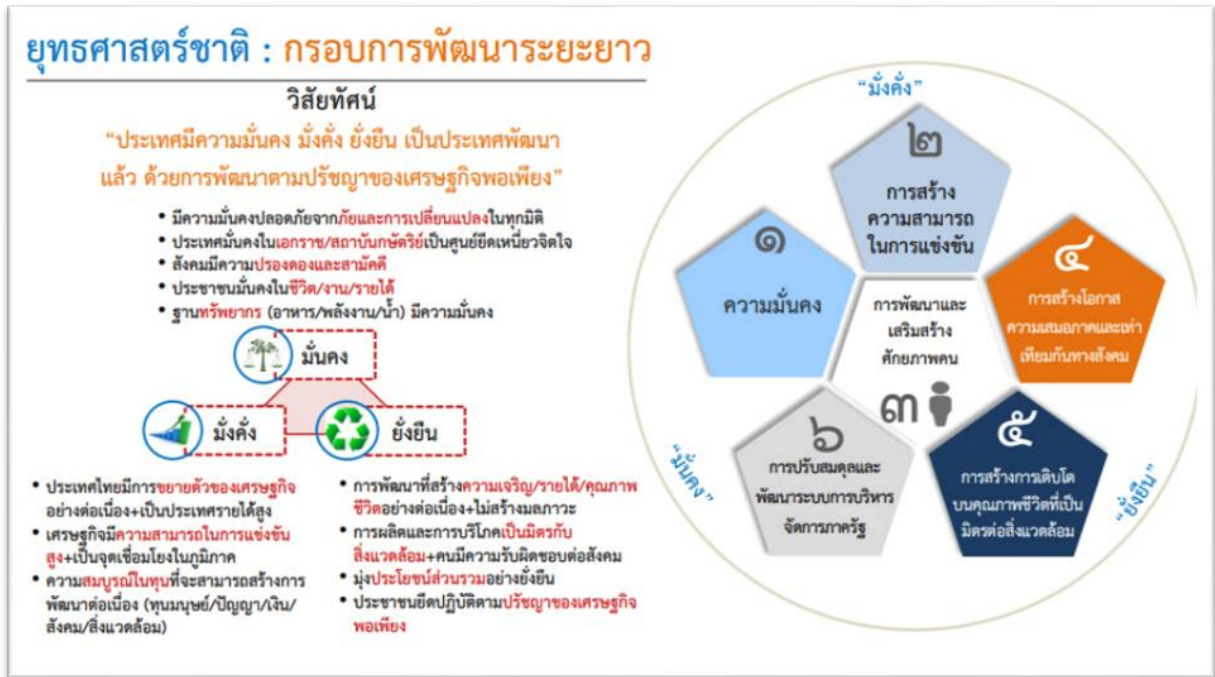 ยุทธศาสตร์ชาติ : กรอบการพัฒนาระยะยาว
วิสัยทัศน์
“ประเทศมีความมั่นคง มั่งคั่ง ยั่งยืน เป็นประเทศพัฒนา
แล้ว ด้วยการพัฒนาตามปรัชญาของเศรษฐกิจพอเพียง”
• มีความมั่นคงปลอดภัยจากภัยและการเปลี่ยนแปลงในทุกมิติ
• ประเทศมั่นคงในเอกราช/สถาบันกษัตริย์เป็นศูนย์ยึดเหนี่ยวจิตใจ
• สังคมมีความปรองดองและสามัคคี
• ประชาชนมั่นคงในชีวิต/งาน/รายได้
• ฐานทรัพยากร (อาหาร/พลังงาน/น้ำ) มีความมั่นคง
มั่นคง
มั่งคั่ง
ยั่งยืน
• ประเทศไทยมีการขยายตัวของเศรษฐกิจ
อย่างต่อเนื่อง+เป็นประเทศรายได้สูง
• เศรษฐกิจมีความสามารถในการแข่งขัน
สูง+เป็นจุดเชื่อมโยงในภูมิภาค
• ความสมบูรณ์ในทุนที่จะสามารถสร้างการ
พัฒนาต่อเนื่อง (ทุนมนุษย์/ปัญญา/เงิน/
สังคม/สิ่งแวดล้อม)
• การพัฒนาที่สร้างความเจริญ/รายได้/คุณภาพ
ชีวิตอย่างต่อเนื่อง+ไม่สร้างมลภาวะ
• การผลิตและการบริโภคเป็นมิตรกับ
สิ่งแวดล้อม+คนมีความรับผิดชอบต่อสังคม
• มุ่งประโยชน์ส่วนรวมอย่างยั่งยืน
• ประชาชนยึดปฏิบัติตามปรัชญาของเศรษฐกิจ
พอเพียง
“มั่งคั่ง”
๒
การสร้าง
ความสามารถ
ในการแข่งขัน
๑
ความมั่นคง
๔
การสร้างโอกาส
ความเสมอภาคและเท่า
เทียมกันทางสังคม
การพัฒนาและ
เสริมสร้าง
ศักยภาพคน
๓
๖
การปรับสมดุลและ
พัฒนาระบบการบริหาร
จัดการภาครัฐ
๕
การสร้างการเติบโต
บนคุณภาพชีวิตที่เป็น
มิตรต่อสิ่งแวดล้อม
“มั่นคง”
“ยั่งยืน”